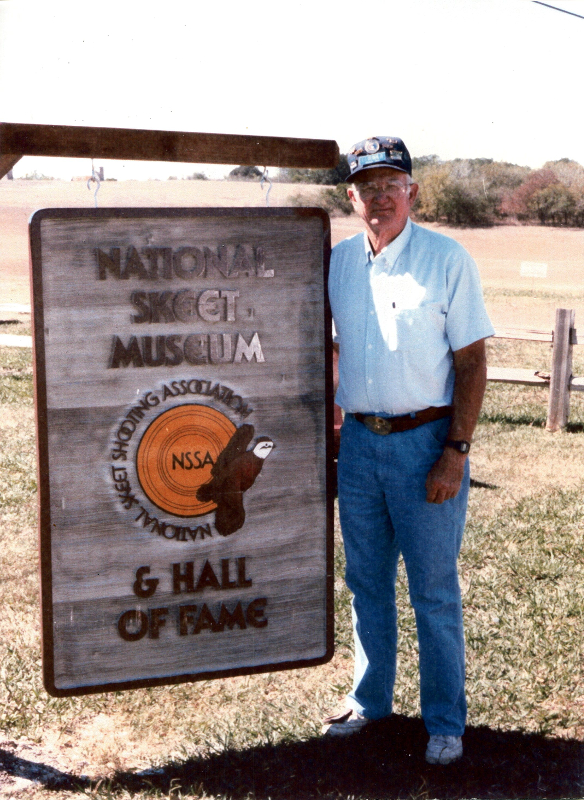 NATIONAL
SKEET
MUSEUM
NATIONAL SKEET SHOOTING ASSOCIATION
NSSA
& HALL
OF FAME